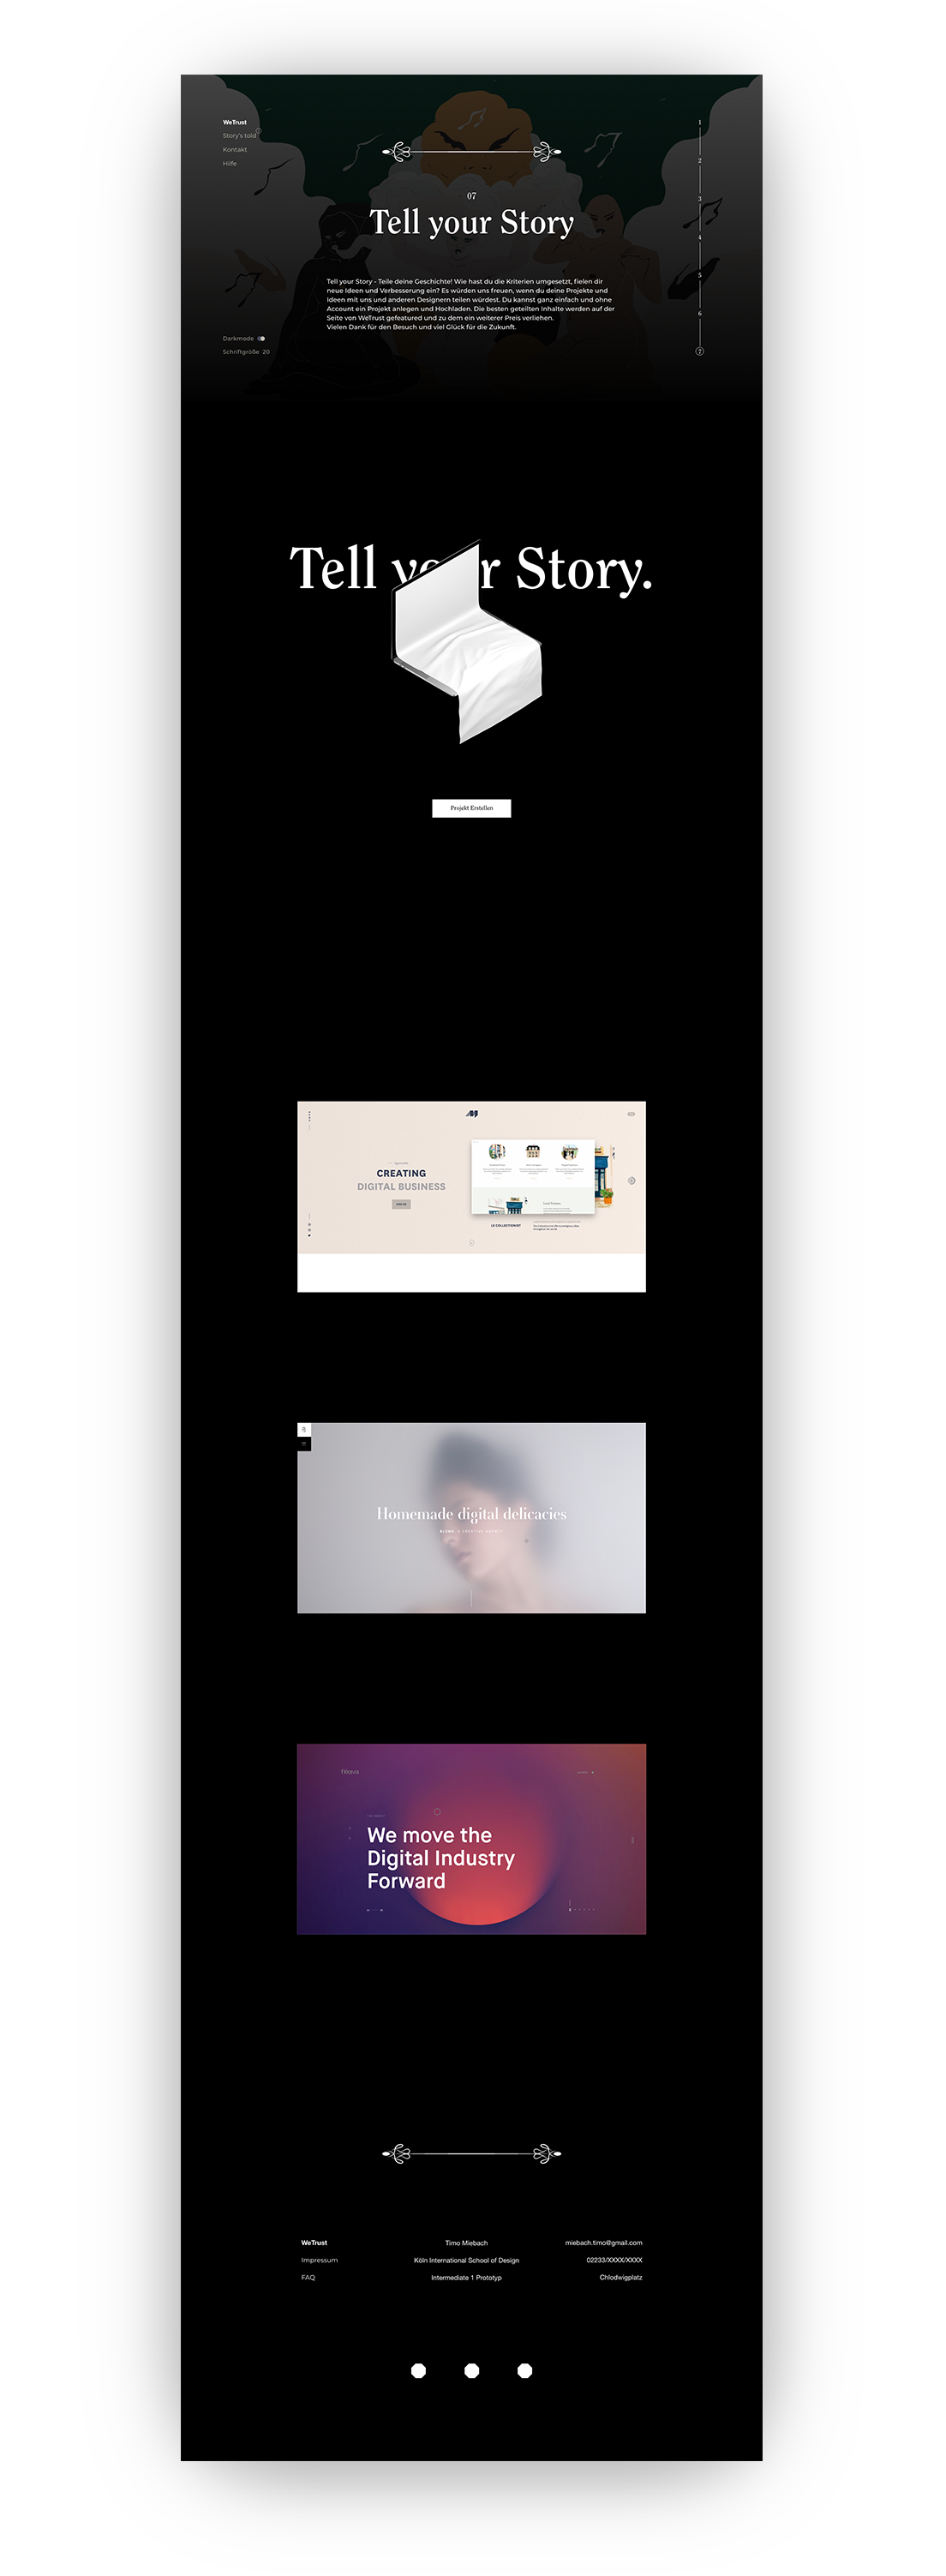 WeTrust
Story's told
Kontakt
Hilfe
Darkmode
Schriftgröße 20
1
2
3
4
5
6
7
07
Tell your Story
Tell your Story - Teile deine Geschichte! Wie hast du die Kriterien umgesetzt, fielen dir
neue Ideen und Verbesserung ein? Es würden uns freuen, wenn du deine Projekte und
Ideen mit uns und anderen Designern teilen würdest. Du kannst ganz einfach und ohne
Account ein Projekt anlegen und Hochladen. Die besten geteilten Inhalte werden auf der
Seite von WeTrust gefeatured und zu dem ein weiterer Preis verliehen.
Vielen Dank für den Besuch und viel Glück für die Zukunft.
Tell your Story.
Projekt Erstellen
CREATING
DIGITAL BUSINESS
LE COLLECTIONIST
Homemade digital delicacies
We move the
Digital Industry
Forward
WeTrust
Impressum
FAQ
Timo Miebach
Köln International School of Design
Intermediate 1 Prototyp
miebach.timo@gmail.com
02233/XXXX/XXXX
Chlodwigplatz